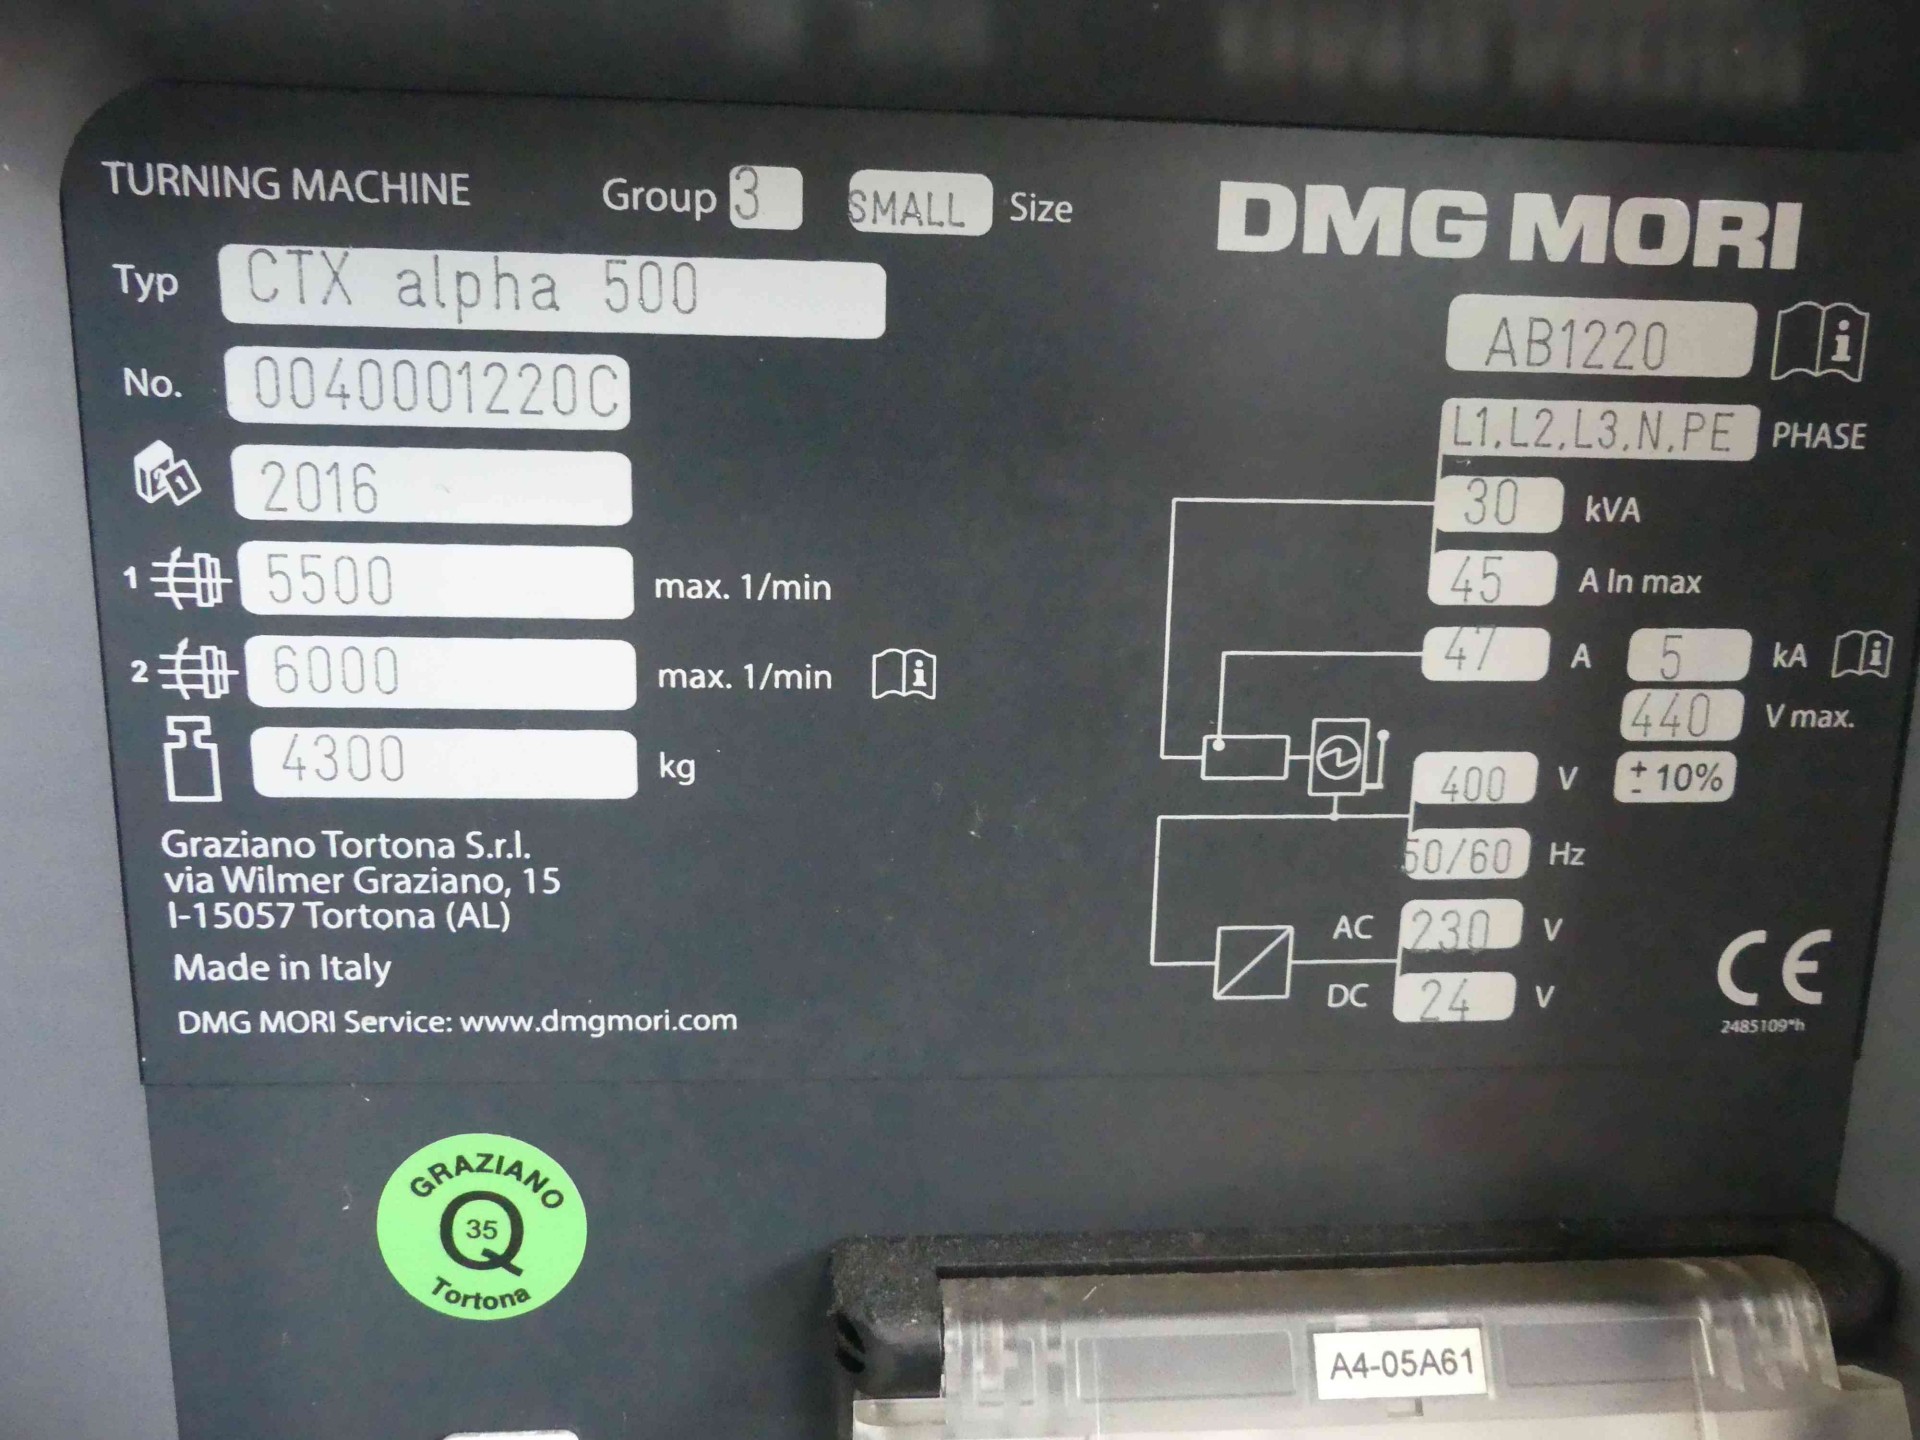 TURNING MACHINE Group 3 SMALL Size
DMG MORI
Typ CTX alpha 500
No. 0040001220C
2016
1 5500 max. 1/min
2 6000 max. 1/min
4300 kg
Graziano Tortona S.r.l.
via Wilmer Graziano, 15
I-15057 Tortona (AL)
Made in Italy
DMG MORI Service: www.dmgmori.com
AB1220
L1,L2,L3,N,PE PHASE
30 kVA
45 A In max
47 A 5 kA
440 V max.
400 V ± 10%
50/60 Hz
AC 230 V
DC 24 V
CE
2485109*h
GRAZIANO
Q 35
Tortona
A4-05A61